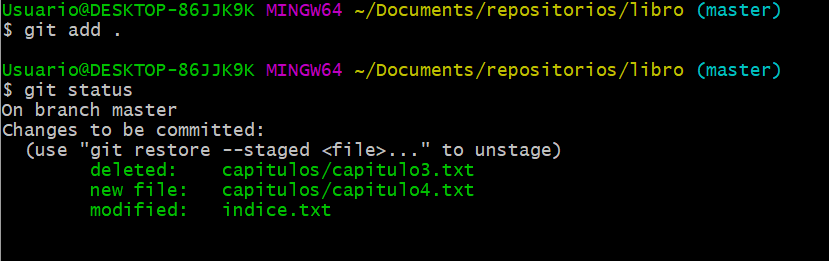 Usuario@DESKTOP-86JJK9K MINGW64 ~/Documents/repositorios/libro (master)
$ git add .
Usuario@DESKTOP-86JJK9K MINGW64 ~/Documents/repositorios/libro (master)
$ git status
On branch master
Changes to be committed:
  (use "git restore --staged <file>..." to unstage)
        deleted:    capitulos/capitulo3.txt
        new file:   capitulos/capitulo4.txt
        modified:   indice.txt